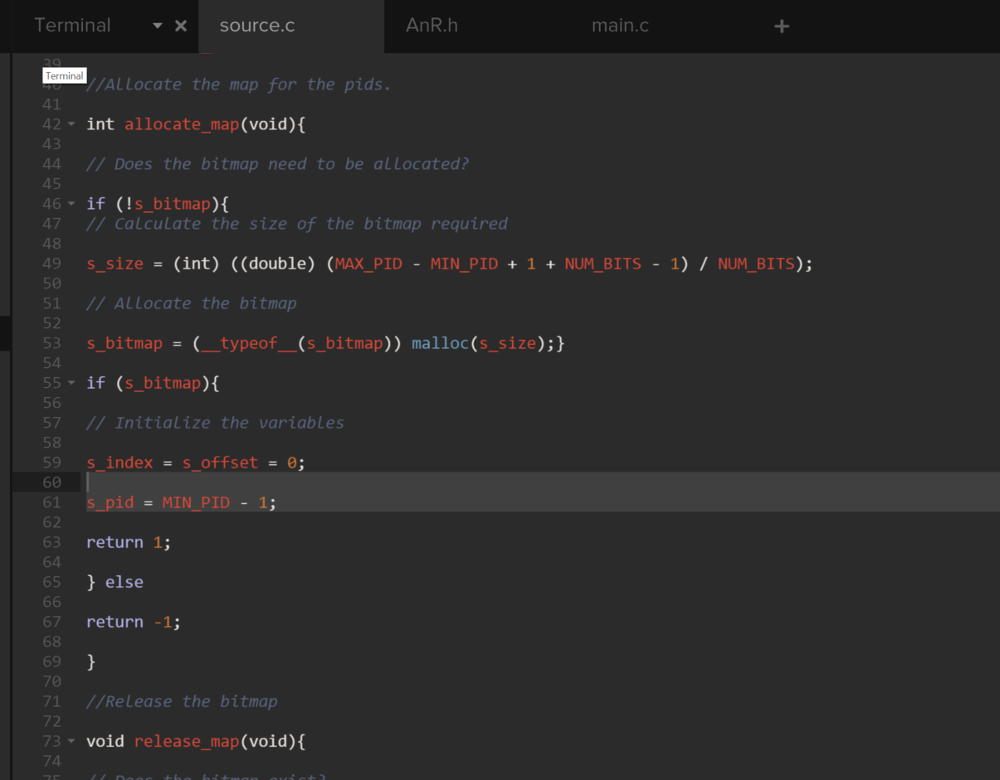 Terminal
source.c
AnR.h
main.c
39
Terminal
40 //Allocate the map for the pids.
41
42 int allocate_map(void){
43
44 // Does the bitmap need to be allocated?
45
46 if (!s_bitmap){
47 // Calculate the size of the bitmap required
48
49 s_size = (int) ((double) (MAX_PID - MIN_PID + 1 + NUM_BITS - 1) / NUM_BITS);
50
51 // Allocate the bitmap
52
53 s_bitmap = (__typeof__(s_bitmap)) malloc(s_size);}
54
55 if (s_bitmap){
56
57 // Initialize the variables
58
59 s_index = s_offset = 0;
60
61 s_pid = MIN_PID - 1;
62
63 return 1;
64
65 } else
66
67 return -1;
68
69 }
70
71 //Release the bitmap
72
73 void release_map(void){
74
75 // Does the bitmap exist?